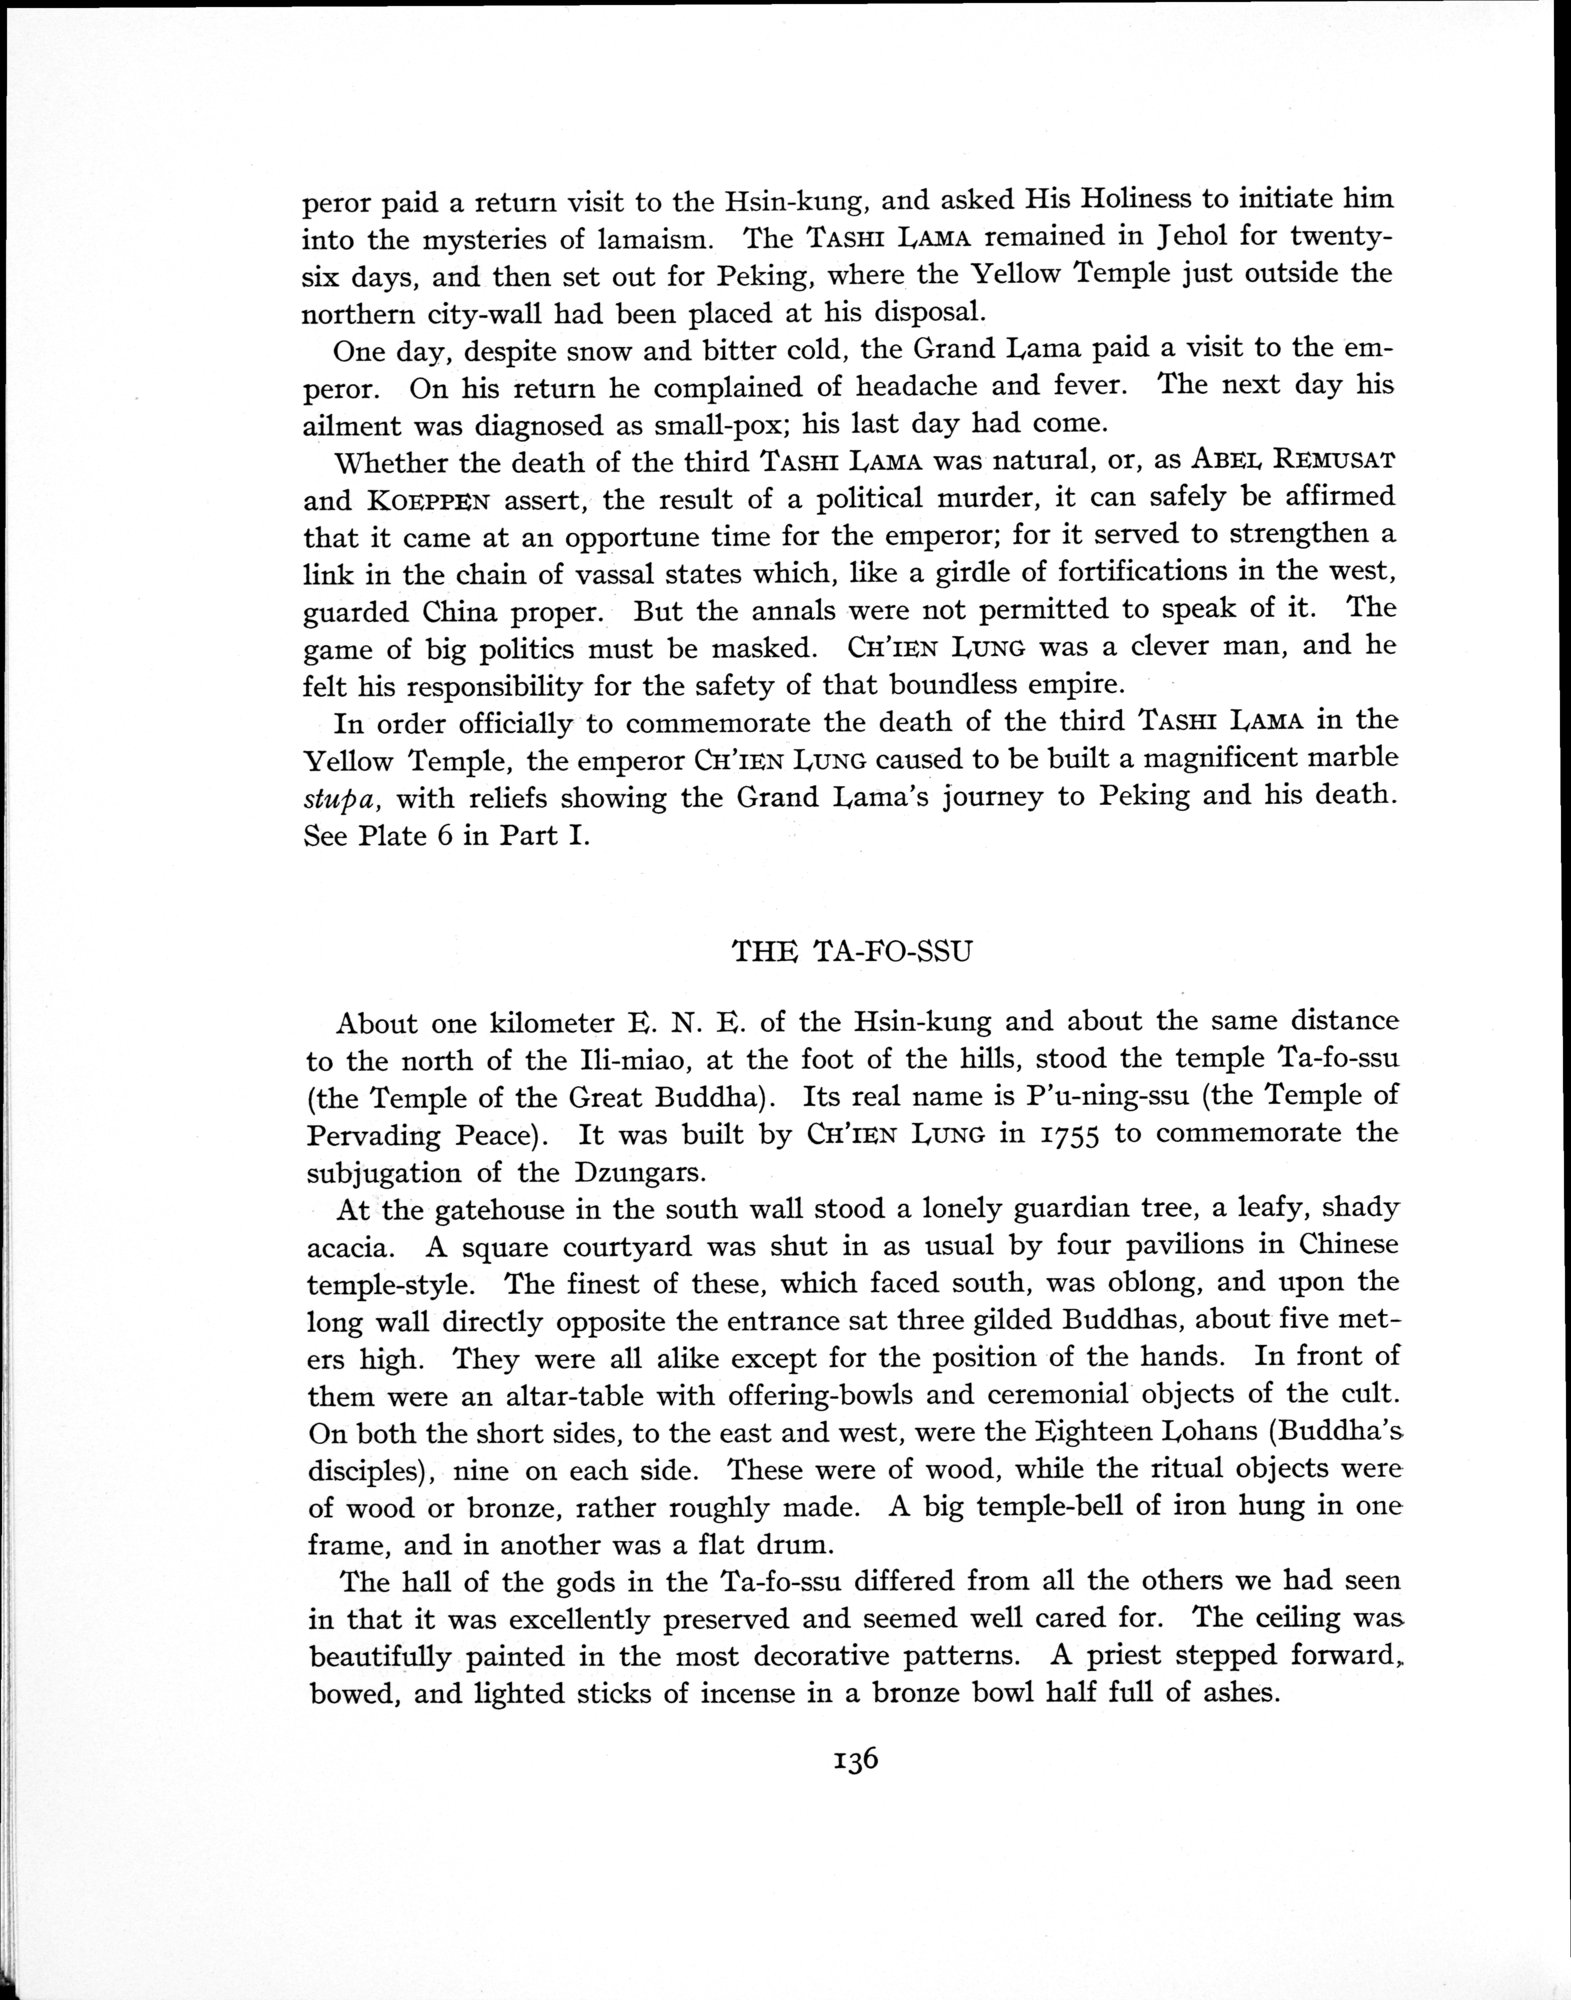 peror paid a return visit to the Hsin-kung, and asked His Holiness to initiate him
into the mysteries of lamaism. The TASHI LAMA remained in Jehol for twenty-
six days, and then set out for Peking, where the Yellow Temple just outside the
northern city-wall had been placed at his disposal.
One day, despite snow and bitter cold, the Grand Lama paid a visit to the em-
peror. On his return he complained of headache and fever. The next day his
ailment was diagnosed as small-pox; his last day had come.
Whether the death of the third TASHI LAMA was natural, or, as ABEL REMUSAT
and KOEPPEN assert, the result of a political murder, it can safely be affirmed
that it came at an opportune time for the emperor; for it served to strengthen a
link in the chain of vassal states which, like a girdle of fortifications in the west,
guarded China proper. But the annals were not permitted to speak of it. The
game of big politics must be masked. CH'IEN LUNG was a clever man, and he
felt his responsibility for the safety of that boundless empire.
In order officially to commemorate the death of the third TASHI LAMA in the
Yellow Temple, the emperor CH'IEN LUNG caused to be built a magnificent marble
stupa, with reliefs showing the Grand Lama's journey to Peking and his death.
See Plate 6 in Part I.
THE TA-FO-SSU
About one kilometer E. N. E. of the Hsin-kung and about the same distance
to the north of the Ili-miao, at the foot of the hills, stood the temple Ta-fo-ssu
(the Temple of the Great Buddha). Its real name is P'u-ning-ssu (the Temple of
Pervading Peace). It was built by CH'IEN LUNG in 1755 to commemorate the
subjugation of the Dzungars.
At the gatehouse in the south wall stood a lonely guardian tree, a leafy, shady
acacia. A square courtyard was shut in as usual by four pavilions in Chinese
temple-style. The finest of these, which faced south, was oblong, and upon the
long wall directly opposite the entrance sat three gilded Buddhas, about five met-
ers high. They were all alike except for the position of the hands. In front of
them were an altar-table with offering-bowls and ceremonial objects of the cult.
On both the short sides, to the east and west, were the Eighteen Lohans (Buddha's
disciples), nine on each side. These were of wood, while the ritual objects were
of wood or bronze, rather roughly made. A big temple-bell of iron hung in one
frame, and in another was a flat drum.
The hall of the gods in the Ta-fo-ssu differed from all the others we had seen
in that it was excellently preserved and seemed well cared for. The ceiling was
beautifully painted in the most decorative patterns. A priest stepped forward,
bowed, and lighted sticks of incense in a bronze bowl half full of ashes.
136